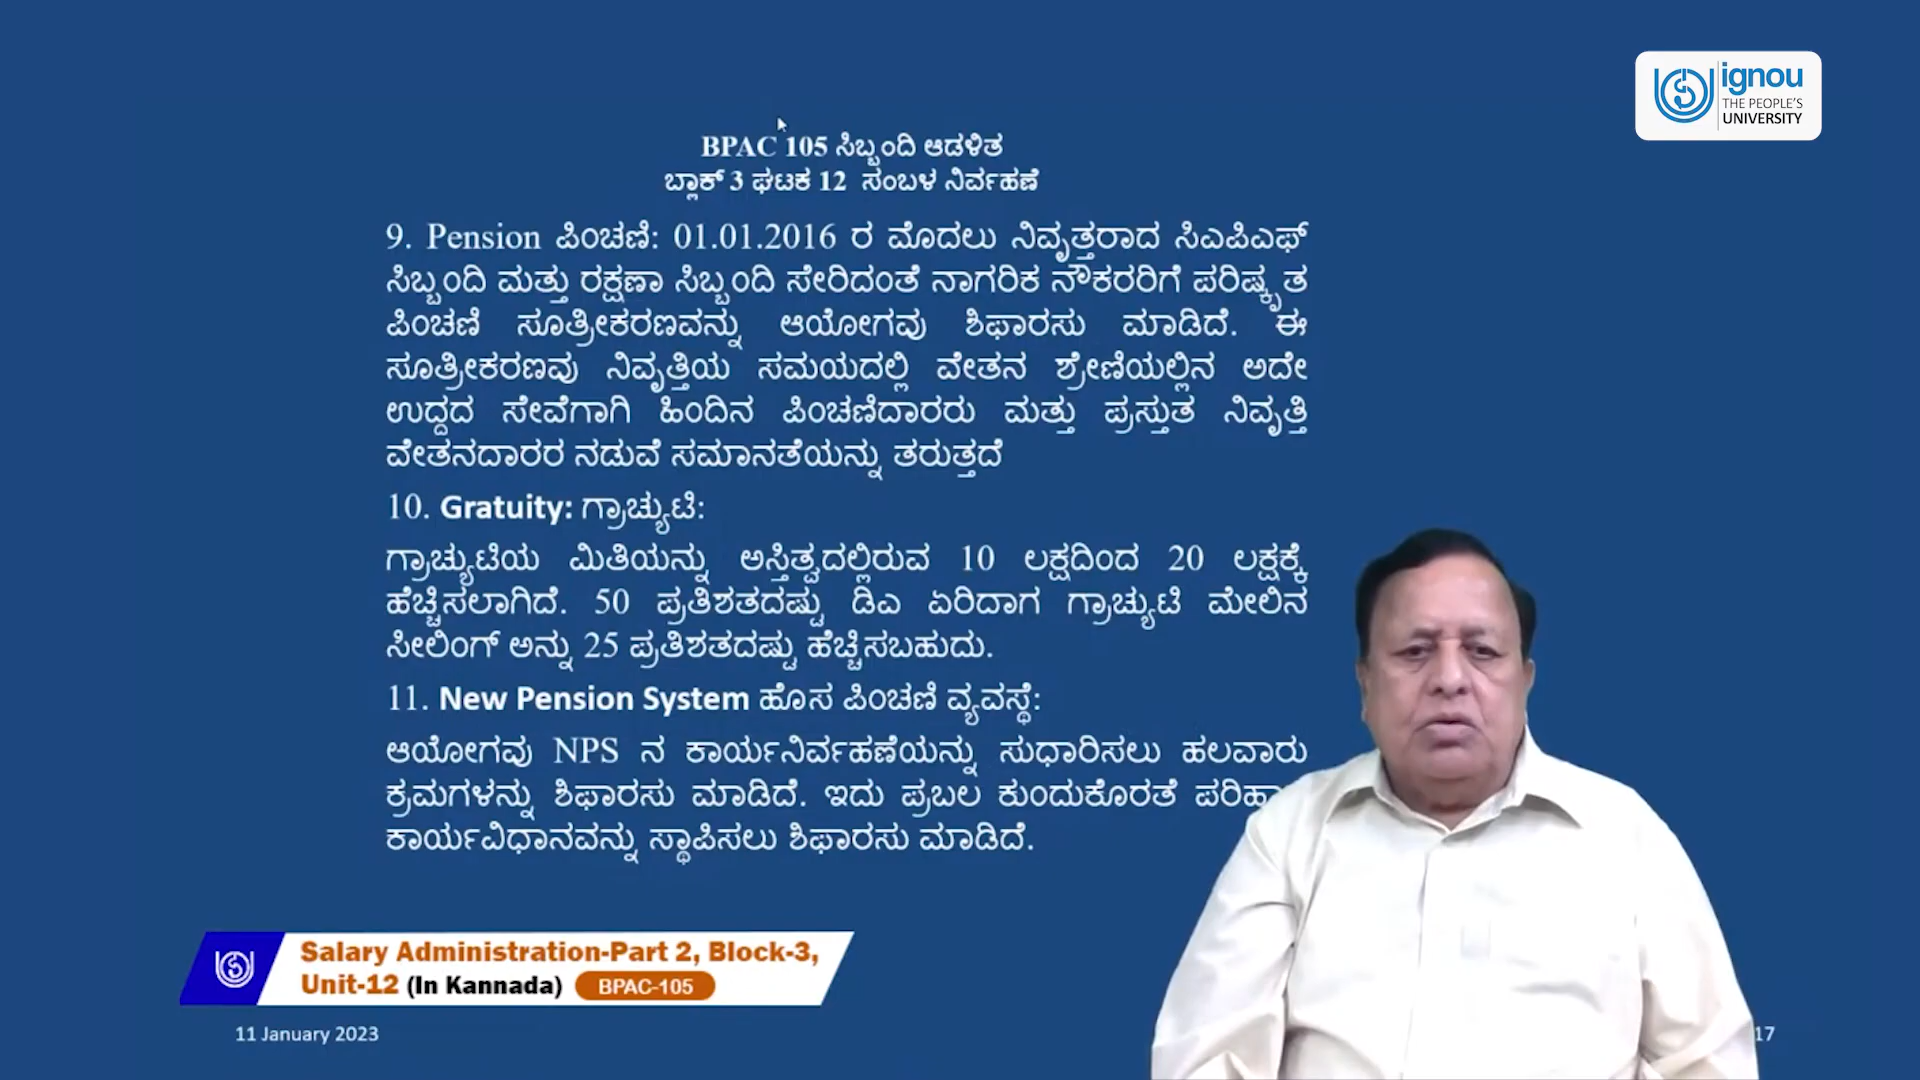 ignou
THE PEOPLE'S
UNIVERSITY
BPAC 105 ಸಿಬ್ಬಂದಿ ಆಡಳಿತ
ಬ್ಲಾಕ್ 3 ಘಟಕ 12 ಸಂಬಳ ನಿರ್ವಹಣೆ
9. Pension ಪಿಂಚಣಿ: 01.01.2016 ರ ಮೊದಲು ನಿವೃತ್ತರಾದ ಸಿಎಪಿಎಫ್
ಸಿಬ್ಬಂದಿ ಮತ್ತು ರಕ್ಷಣಾ ಸಿಬ್ಬಂದಿ ಸೇರಿದಂತೆ ನಾಗರಿಕ ನೌಕರರಿಗೆ ಪರಿಷ್ಕೃತ
ಪಿಂಚಣಿ ಸೂತ್ರೀಕರಣವನ್ನು ಆಯೋಗವು ಶಿಫಾರಸು ಮಾಡಿದೆ. ಈ
ಸೂತ್ರೀಕರಣವು ನಿವೃತ್ತಿಯ ಸಮಯದಲ್ಲಿ ವೇತನ ಶ್ರೇಣಿಯಲ್ಲಿನ ಅದೇ
ಉದ್ದದ ಸೇವೆಗಾಗಿ ಹಿಂದಿನ ಪಿಂಚಣಿದಾರರು ಮತ್ತು ಪ್ರಸ್ತುತ ನಿವೃತ್ತಿ
ವೇತನದಾರರ ನಡುವೆ ಸಮಾನತೆಯನ್ನು ತರುತ್ತದೆ
10. Gratuity: ಗ್ರಾಚ್ಯುಟಿ:
ಗ್ರಾಚ್ಯುಟಿಯ ಮಿತಿಯನ್ನು ಅಸ್ತಿತ್ವದಲ್ಲಿರುವ 10 ಲಕ್ಷದಿಂದ 20 ಲಕ್ಷಕ್ಕೆ
ಹೆಚ್ಚಿಸಲಾಗಿದೆ. 50 ಪ್ರತಿಶತದಷ್ಟು ಡಿಎ ಏರಿದಾಗ ಗ್ರಾಚ್ಯುಟಿ ಮೇಲಿನ
ಸೀಲಿಂಗ್ ಅನ್ನು 25 ಪ್ರತಿಶತದಷ್ಟು ಹೆಚ್ಚಿಸಬಹುದು.
11. New Pension System ಹೊಸ ಪಿಂಚಣಿ ವ್ಯವಸ್ಥೆ:
ಆಯೋಗವು NPS ನ ಕಾರ್ಯನಿರ್ವಹಣೆಯನ್ನು ಸುಧಾರಿಸಲು ಹಲವಾರು
ಕ್ರಮಗಳನ್ನು ಶಿಫಾರಸು ಮಾಡಿದೆ. ಇದು ಪ್ರಬಲ ಕುಂದುಕೊರತೆ
ಕಾರ್ಯವಿಧಾನವನ್ನು ಸ್ಥಾಪಿಸಲು ಶಿಫಾರಸು ಮಾಡಿದೆ.
Salary Administration-Part 2, Block-3,
Unit-12 (In Kannada) BPAC-105
11 January 2023
17